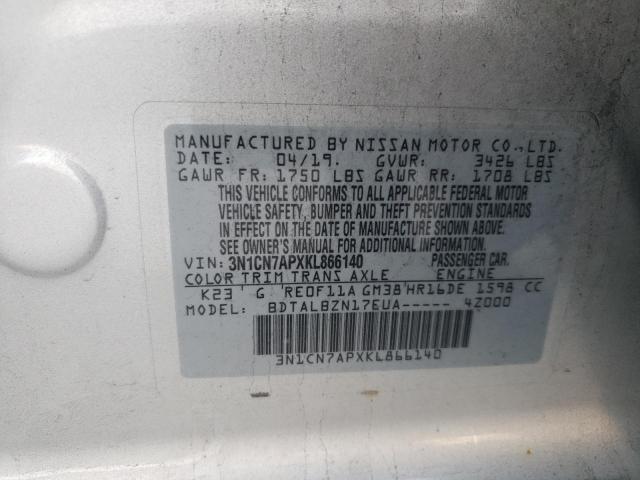 MANUFACTURED BY NISSAN MOTOR CO.,LTD.
DATE: 04/19. GVWR: 3426 LBS
GAWR FR: 1750 LBS GAWR RR: 1708 LBS
THIS VEHICLE CONFORMS TO ALL APPLICABLE FEDERAL MOTOR
VEHICLE SAFETY, BUMPER AND THEFT PREVENTION STANDARDS
IN EFFECT ON THE DATE OF MANUFACTURE SHOWN ABOVE.
SEE OWNER'S MANUAL FOR ADDITIONAL INFORMATION.
VIN: 3N1CN7APXKL866140 PASSENGER CAR.
COLOR TRIM TRANS AXLE ENGINE
K23 G RE0F11A GM38 HR16DE 1598 CC
MODEL: BDTALBZN17EUA----- 4Z000
3N1CN7APXKL866140